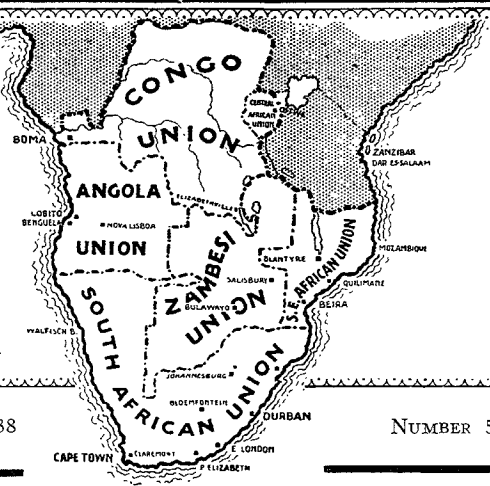 CONGO
UNION
CENTRAL
AFRICAN
UNION
BOMA
ZANZIBAR
DAR ESSALAAM
ANGOLA
UNION
ELIZABETHVILLE
LOBITO
BENGUELA
NOVA LISBOA
ZAMBESI
UNION
BLANTYRE
S.E. AFRICAN UNION
MOZAMBIQUE
SALISBURY
QUILIMANE
BULAWAYO
BEIRA
SOUTH AFRICAN UNION
WALFISCH B.
JOHANNESBURG
BLOEMFONTEIN
DURBAN
38
NUMBER 5
CAPE TOWN
CLAREMONT
E. LONDON
P. ELIZABETH